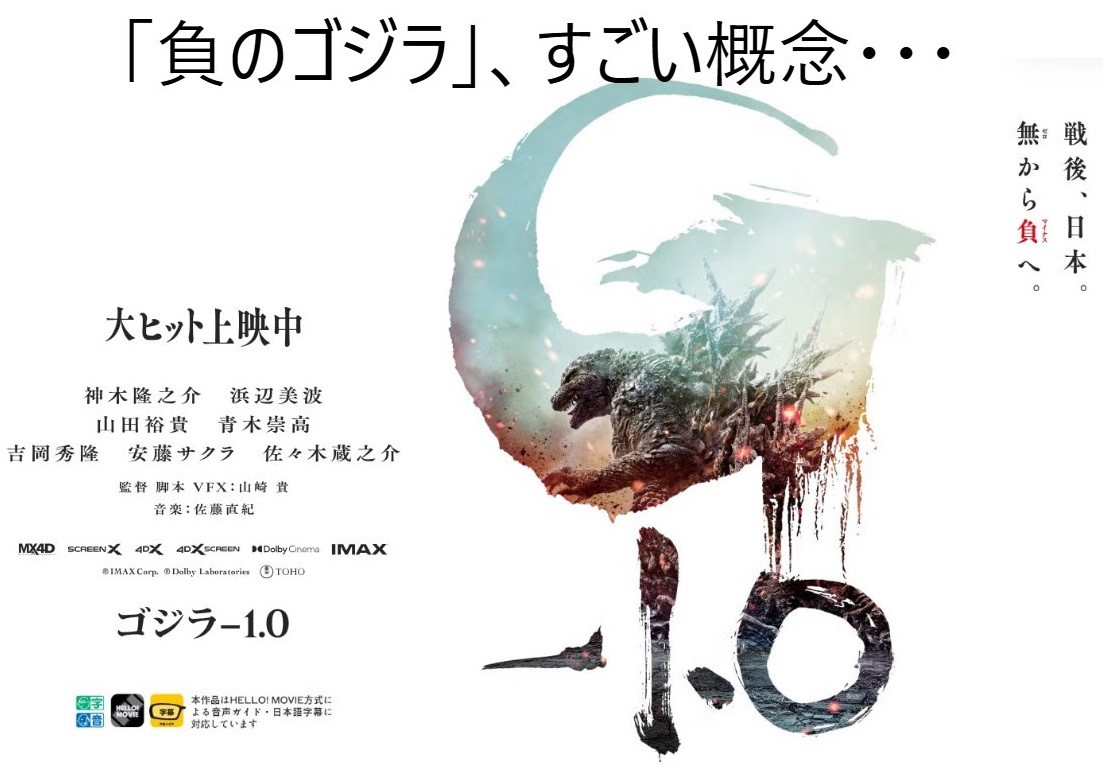 「負のゴジラ」、すごい概念・・・
戦後、日本。
無ゼロから負マイナスへ。
大ヒット上映中
神木隆之介　浜辺美波
山田裕貴　青木崇高
吉岡秀隆　安藤サクラ　佐々木蔵之介
監督 脚本 VFX：山崎 貴
音楽：佐藤直紀
MX4D SCREENX 4DX 4DXSCREEN DolbyCinema IMAX
®IMAXCorp. ®Dolby Laboratories TOHO
ゴジラ−1.0
字 HELLO! MOVIE 字幕
音
本作品はHELLO! MOVIE方式に
よる音声ガイド・日本語字幕に
対応しています
G
-1.0